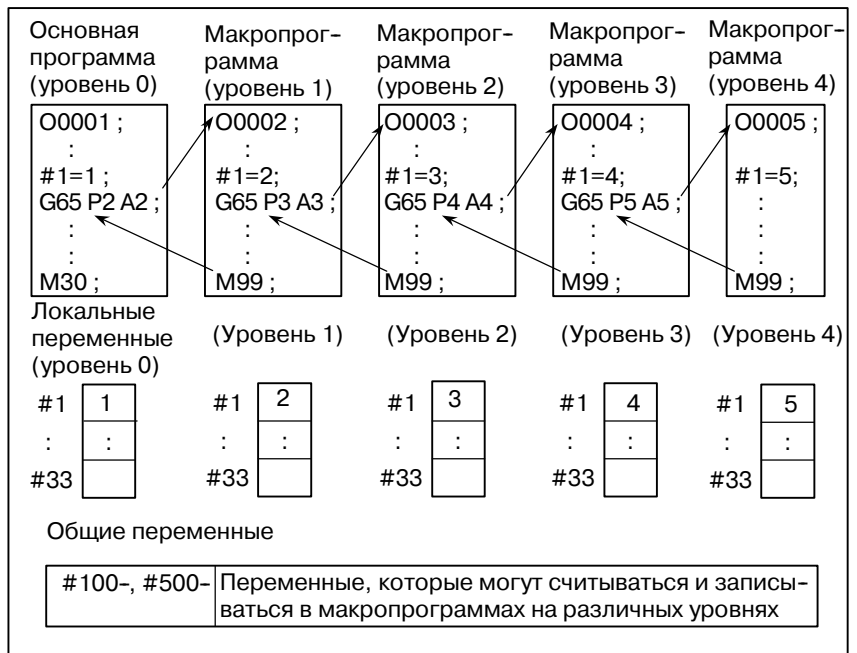 Основная
программа
(уровень 0)
Макропрог-
рамма
(уровень 1)
Макропрог-
рамма
(уровень 2)
Макропрог-
рамма
(уровень 3)
Макропрог-
рамма
(уровень 4)
O0001 ;
:
#1=1 ;
G65 P2 A2 ;
:
:
M30 ;
O0002 ;
:
#1=2;
G65 P3 A3 ;
:
:
M99 ;
O0003 ;
:
#1=3;
G65 P4 A4 ;
:
:
M99 ;
O0004 ;
:
#1=4;
G65 P5 A5 ;
:
:
M99 ;
O0005 ;
#1=5;
:
:
:
M99 ;
Локальные
переменные
(уровень 0)
(Уровень 1)
(Уровень 2)
(Уровень 3)
(Уровень 4)
#1 1
: :
#33
#1 2
: :
#33
#1 3
: :
#33
#1 4
: :
#33
#1 5
: :
#33
Общие переменные
#100-, #500-
Переменные, которые могут считываться и записы-
ваться в макропрограммах на различных уровнях